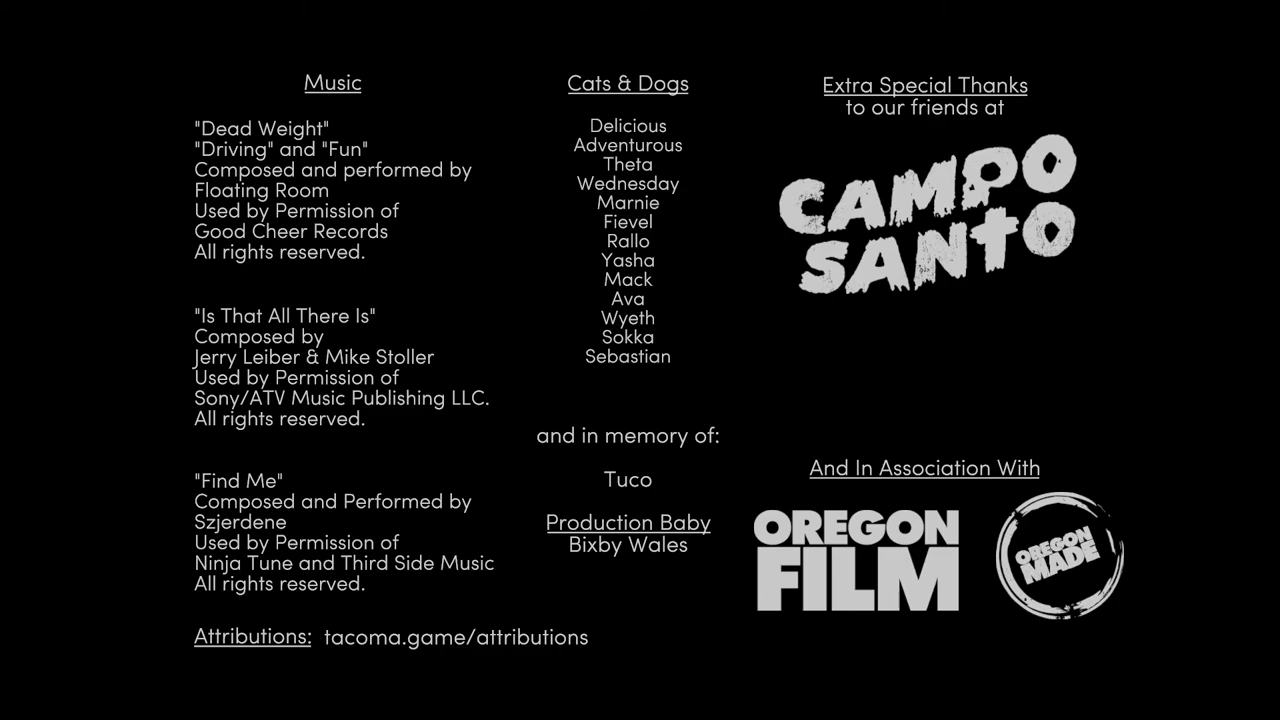 Music
"Dead Weight"
"Driving" and "Fun"
Composed and performed by
Floating Room
Used by Permission of
Good Cheer Records
All rights reserved.
"Is That All There Is"
Composed by
Jerry Leiber & Mike Stoller
Used by Permission of
Sony/ATV Music Publishing LLC.
All rights reserved.
"Find Me"
Composed and Performed by
Szjerdene
Used by Permission of
Ninja Tune and Third Side Music
All rights reserved.
Attributions: tacoma.game/attributions
Cats & Dogs
Delicious
Adventurous
Theta
Wednesday
Marnie
Fievel
Rallo
Yasha
Mack
Ava
Wyeth
Sokka
Sebastian
and in memory of:
Tuco
Production Baby
Bixby Wales
Extra Special Thanks
to our friends at
CAMPO
SANTO
And In Association With
OREGON
FILM
OREGON
MADE